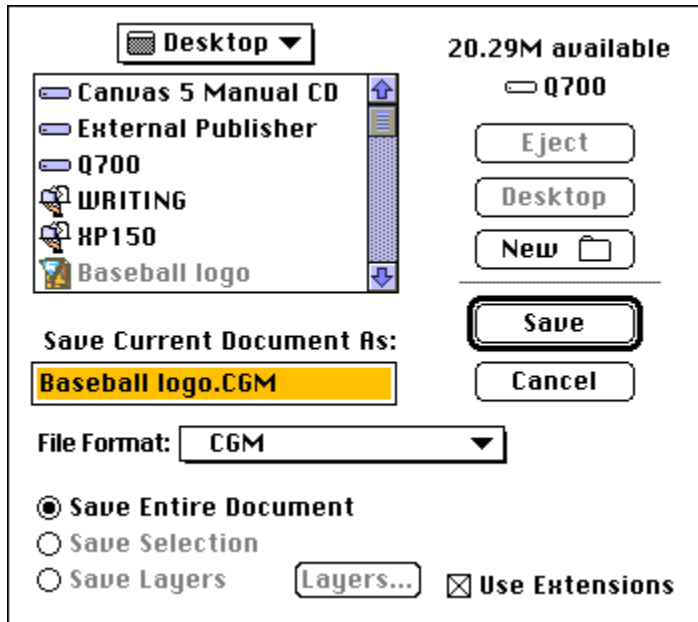 Desktop
20.29M available
Q700
Canvas 5 Manual CD
External Publisher
Q700
WRITING
XP150
Baseball logo
Eject
Desktop
New
Save
Cancel
Save Current Document As:
Baseball logo.CGM
File Format: CGM
Save Entire Document
Save Selection
Save Layers
Layers...
Use Extensions